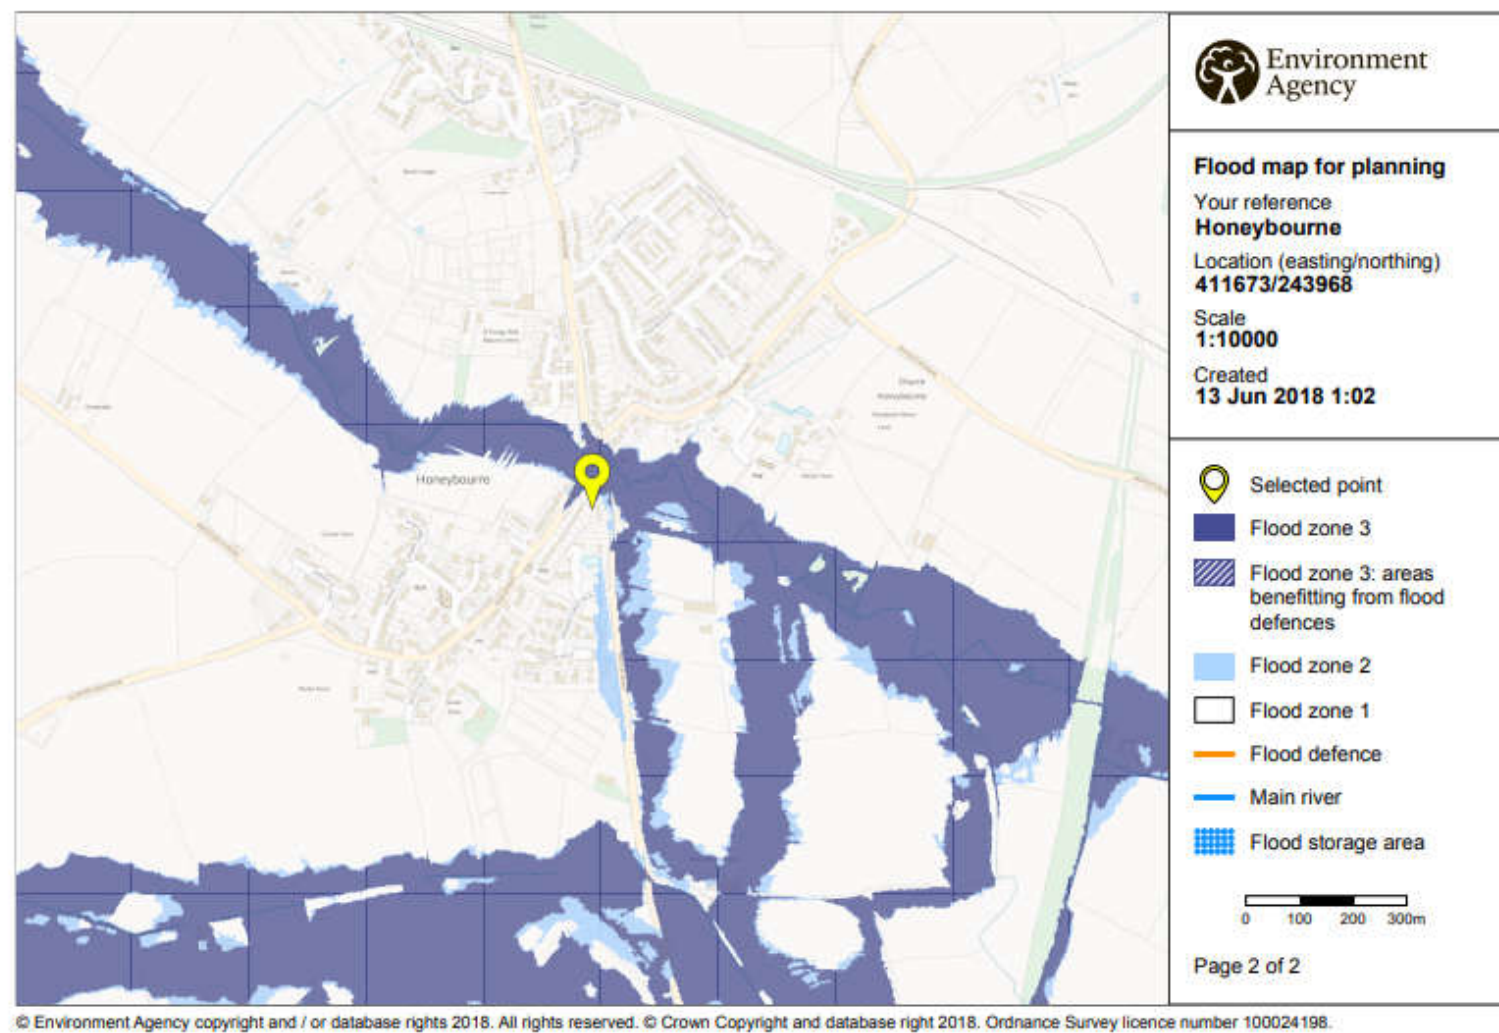 Honeybourne
Environment
Agency
Flood map for planning
Your reference
Honeybourne
Location (easting/northing)
411673/243968
Scale
1:10000
Created
13 Jun 2018 1:02
Selected point
Flood zone 3
Flood zone 3: areas
benefitting from flood
defences
Flood zone 2
Flood zone 1
Flood defence
Main river
Flood storage area
0 100 200 300m
Page 2 of 2
© Environment Agency copyright and / or database rights 2018. All rights reserved. © Crown Copyright and database right 2018. Ordnance Survey licence number 100024198.